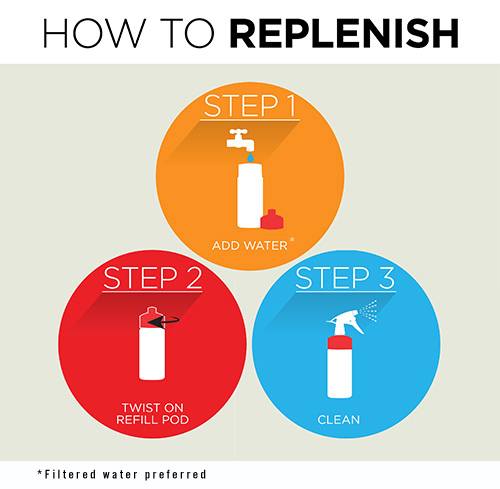 HOW TO REPLENISH
STEP 1
ADD WATER*
STEP 2
TWIST ON
REFILL POD
STEP 3
CLEAN
*Filtered water preferred